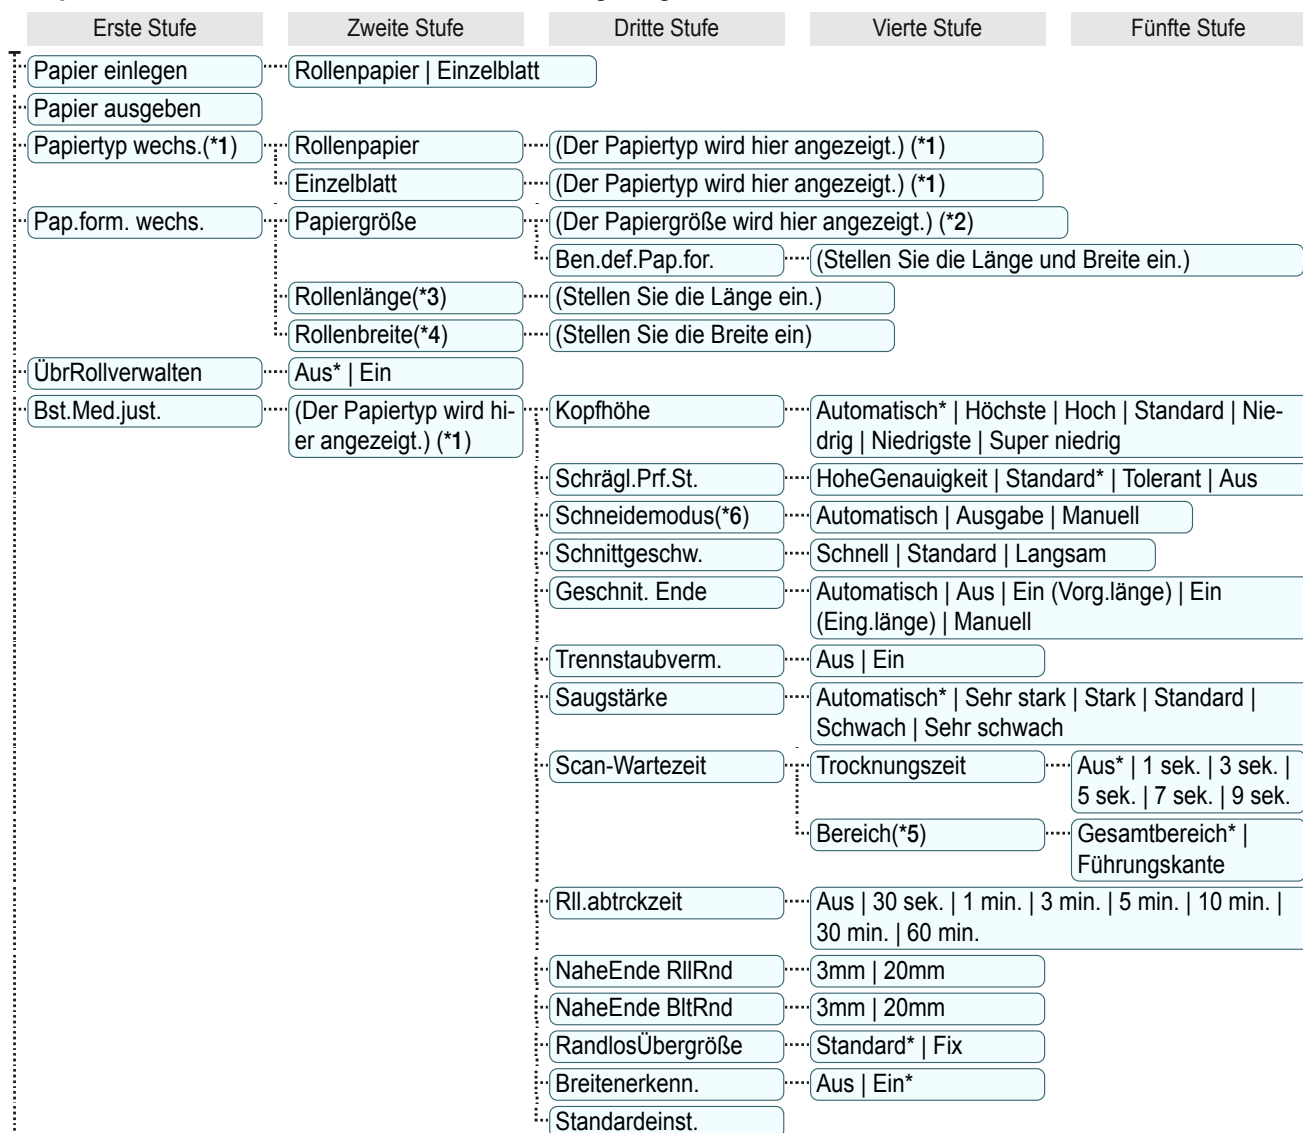 Erste Stufe Zweite Stufe Dritte Stufe Vierte Stufe Fünfte Stufe
Papier einlegen Rollenpapier | Einzelblatt
Papier ausgeben
Papiertyp wechs.(*1) Rollenpapier (Der Papiertyp wird hier angezeigt.) (*1)
Einzelblatt (Der Papiertyp wird hier angezeigt.) (*1)
Pap.form. wechs. Papiergröße (Der Papiergröße wird hier angezeigt.) (*2)
Ben.def.Pap.for. (Stellen Sie die Länge und Breite ein.)
Rollenlänge(*3) (Stellen Sie die Länge ein.)
Rollenbreite(*4) (Stellen Sie die Breite ein)
ÜbrRollverwalten Aus* | Ein
Bst.Med.just. (Der Papiertyp wird hi-
er angezeigt.) (*1)
Kopfhöhe Automatisch* | Höchste | Hoch | Standard | Nie-
drig | Niedrigste | Super niedrig
Schrägl.Prf.St. HoheGenauigkeit | Standard* | Tolerant | Aus
Schneidemodus(*6) Automatisch | Ausgabe | Manuell
Schnittgeschw. Schnell | Standard | Langsam
Geschnit. Ende Automatisch | Aus | Ein (Vorg.länge) | Ein
(Eing.länge) | Manuell
Trennstaubverm. Aus | Ein
Saugstärke Automatisch* | Sehr stark | Stark | Standard |
Schwach | Sehr schwach
Scan-Wartezeit Trocknungszeit Aus* | 1 sek. | 3 sek. |
5 sek. | 7 sek. | 9 sek.
Bereich(*5) Gesamtbereich* |
Führungskante
Rll.abtrckzeit Aus | 30 sek. | 1 min. | 3 min. | 5 min. | 10 min. |
30 min. | 60 min.
NaheEnde RllRnd 3mm | 20mm
NaheEnde BltRnd 3mm | 20mm
RandlosÜbergröße Standard* | Fix
Breitenerkenn. Aus | Ein*
Standardeinst.